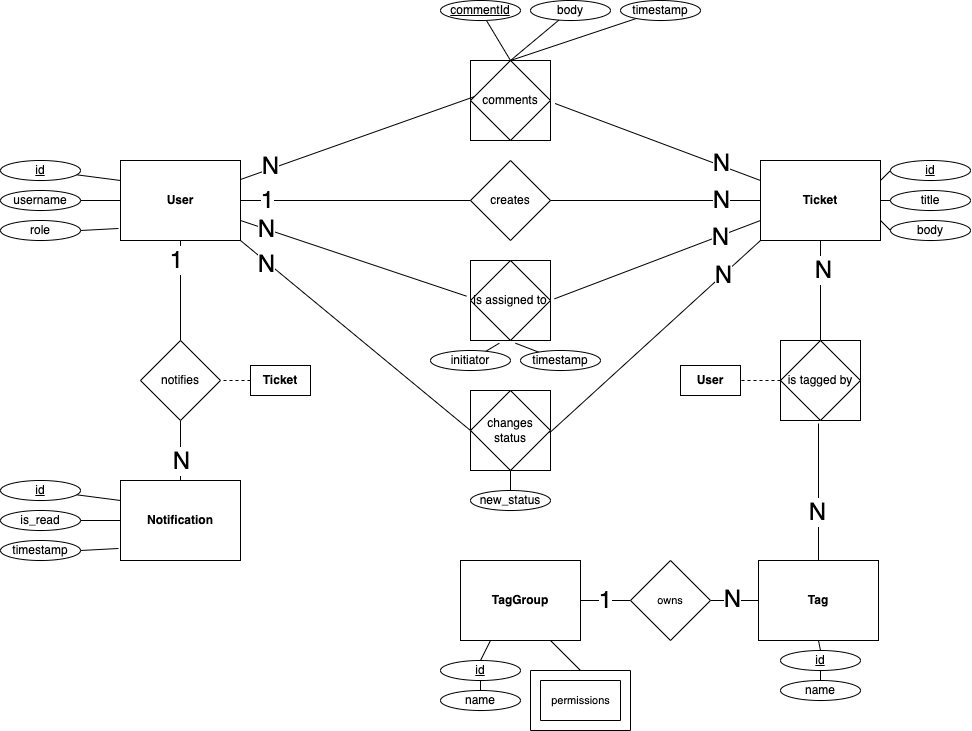 commentId
body
timestamp
comments
N
N
id
username
role
User
1
creates
N
Ticket
id
title
body
N
N
is assigned to
1
N
N
N
initiator
timestamp
notifies
Ticket
User
is tagged by
changes
status
N
id
is_read
timestamp
Notification
new_status
N
TagGroup
1
owns
N
Tag
id
name
permissions
id
name